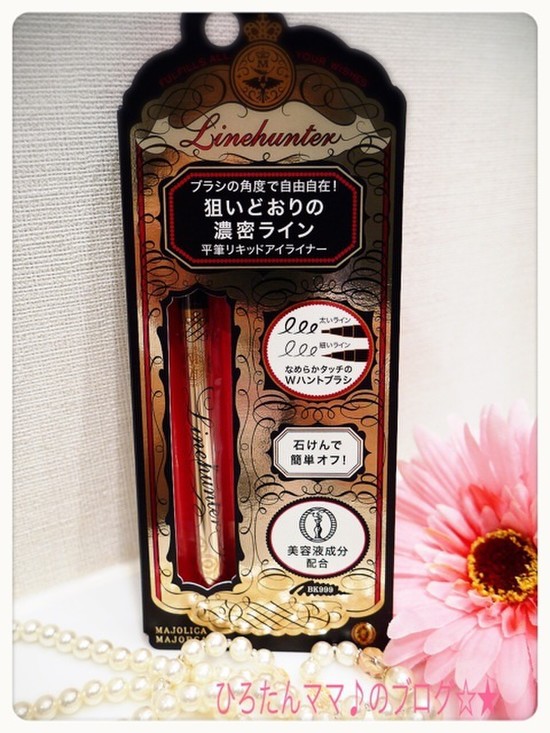 FULFILL ALL YOUR WISHES
M
Linehunter
ブラシの角度で自由自在!
狙いどおりの
濃密ライン
平筆リキッドアイライナー
太いライン
細いライン
なめらかタッチの
Wハントブラシ
Linehunter
石けんで
簡単オフ!
美容液成分
配合
BK999
MAJOLICA
MAJORCA
ひろたんママ♪のブログ☆★